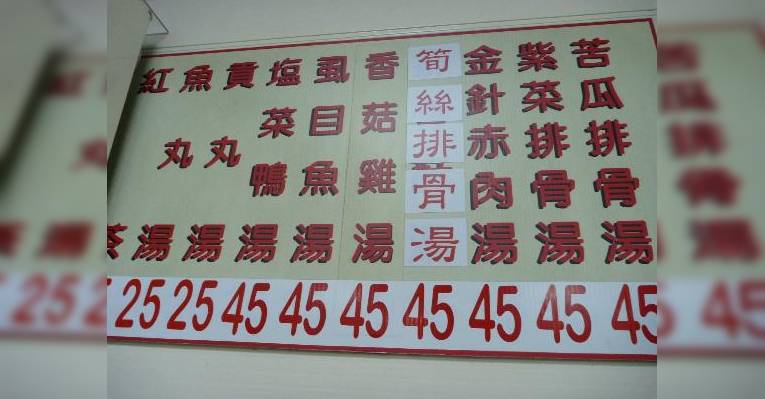 苦瓜排骨湯 45
紫菜排骨湯 45
金針赤肉湯 45
筍絲排骨湯 45
香菇雞湯 45
虱目魚湯 45
塩菜鴨湯 45
貢丸湯 25
魚丸湯 25
紅茶